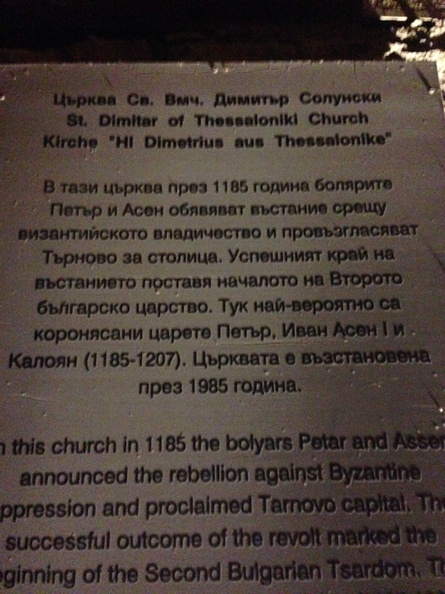 Църква Св. Вмч. Димитър Солунски
St. Dimitar of Thessaloniki Church
Kirche "Hl Dimetrius aus Thessalonike"
В тази църква през 1185 година болярите
Петър и Асен обявяват въстание срещу
византийското владичество и провъзгласяват
Търново за столица. Успешният край на
въстанието поставя началото на Второто
българско царство. Тук най-вероятно са
коронясани царете Петър, Иван Асен I и
Калоян (1185-1207). Църквата е възстановена
през 1985 година.
this church in 1185 the bolyars Petar and Assen
announced the rebellion against Byzantine
ppression and proclaimed Tarnovo capital. The
successful outcome of the revolt marked the
eginning of the Second Bulgarian Tsardom.